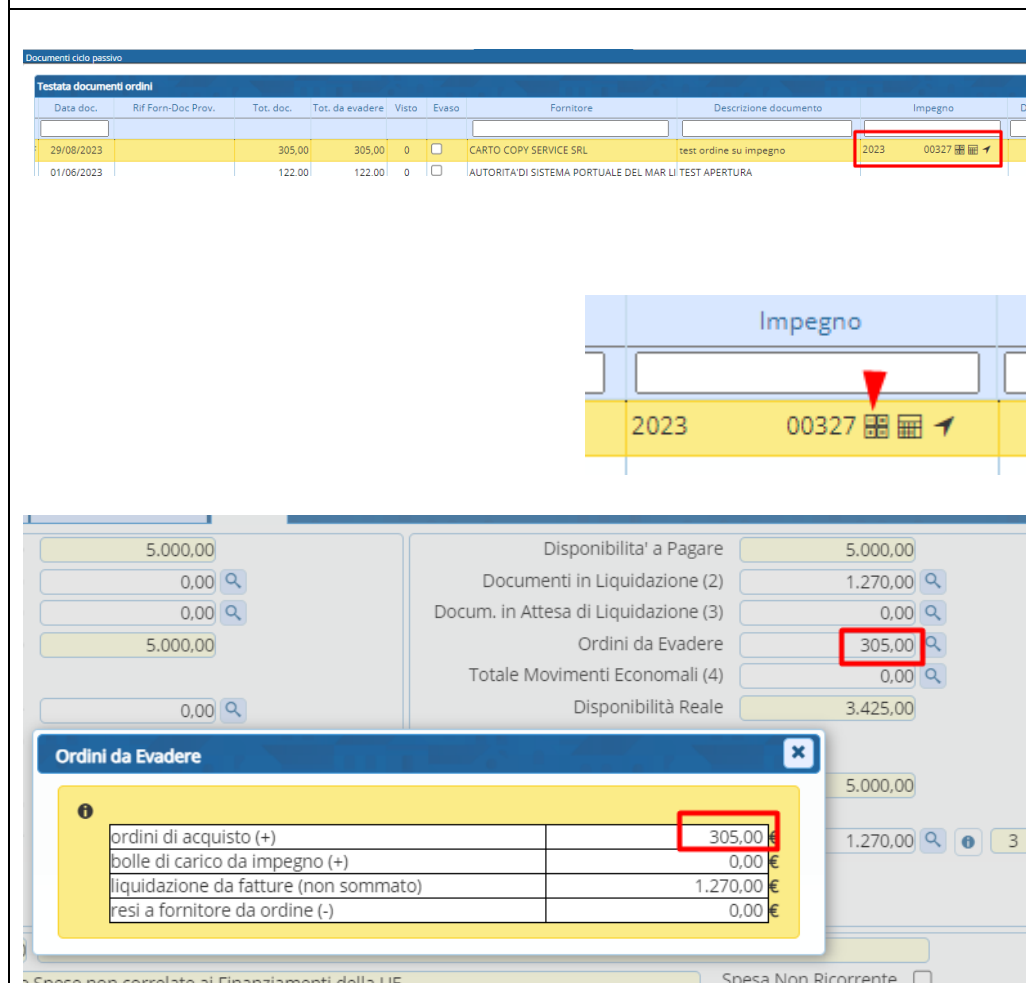 Documenti ciclo passivo
Testata documenti ordini
Data doc. Rif Forn-Doc Prov. Tot. doc. Tot. da evadere Visto Evaso Fornitore Descrizione documento Impegno D
29/08/2023 305,00 305,00 0 CARTO COPY SERVICE SRL test ordine su impegno 2023 00327
01/06/2023 122.00 122.00 0 AUTORITA'DI SISTEMA PORTUALE DEL MAR LI TEST APERTURA
Impegno
2023 00327
5.000,00 Disponibilita' a Pagare 5.000,00
0,00 Documenti in Liquidazione (2) 1.270,00
0,00 Docum. in Attesa di Liquidazione (3) 0,00
5.000,00 Ordini da Evadere 305,00
Totale Movimenti Economali (4) 0,00
0,00 Disponibilità Reale 3.425,00
Ordini da Evadere
5.000,00
ordini di acquisto (+) 305,00 €
1.270,00 3
bolle di carico da impegno (+) 0,00 €
liquidazione da fatture (non sommato) 1.270,00 €
resi a fornitore da ordine (-) 0,00 €
Spese non correlate ai Finanziamenti della UE Spesa Non Ricorrente